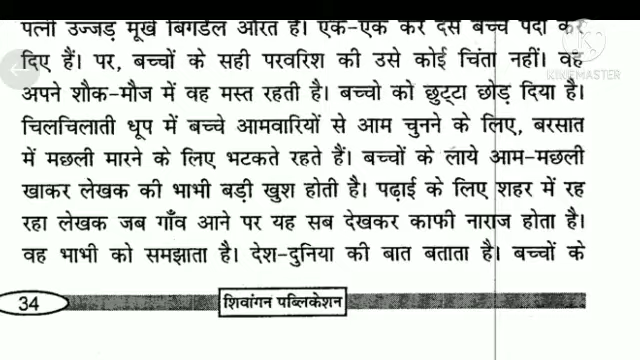 पत्नी उज्जड़ मूर्ख बिगडैल औरत है। एक-एक कर दस बच्चे पैदा कर
दिए हैं। पर, बच्चों के सही परवरिश की उसे कोई चिंता नहीं। वह
अपने शौक-मौज में वह मस्त रहती है। बच्चो को छुट्टा छोड़ दिया है।
चिलचिलाती धूप में बच्चे आमवारियों से आम चुनने के लिए, बरसात
में मछली मारने के लिए भटकते रहते हैं। बच्चों के लाये आम-मछली
खाकर लेखक की भाभी बड़ी खुश होती है। पढ़ाई के लिए शहर में रह
रहा लेखक जब गाँव आने पर यह सब देखकर काफी नाराज होता है।
वह भाभी को समझाता है। देश-दुनिया की बात बताता है। बच्चों के
34
शिवांगन पब्लिकेशन
KINEMASTER